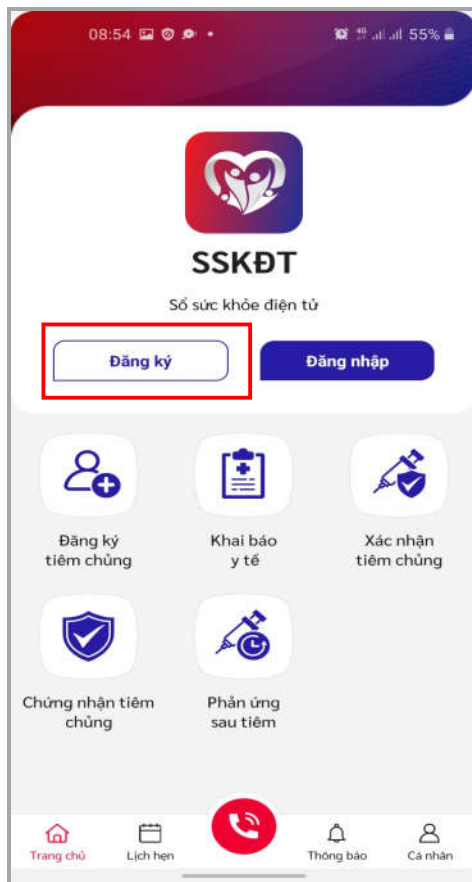 08:54
55%
SSKĐT
Sổ sức khỏe điện tử
Đăng ký
Đăng nhập
Đăng ký
tiêm chủng
Khai báo
y tế
Xác nhận
tiêm chủng
Chứng nhận tiêm
chủng
Phản ứng
sau tiêm
Trang chủ
Lịch hẹn
Thông báo
Cá nhân